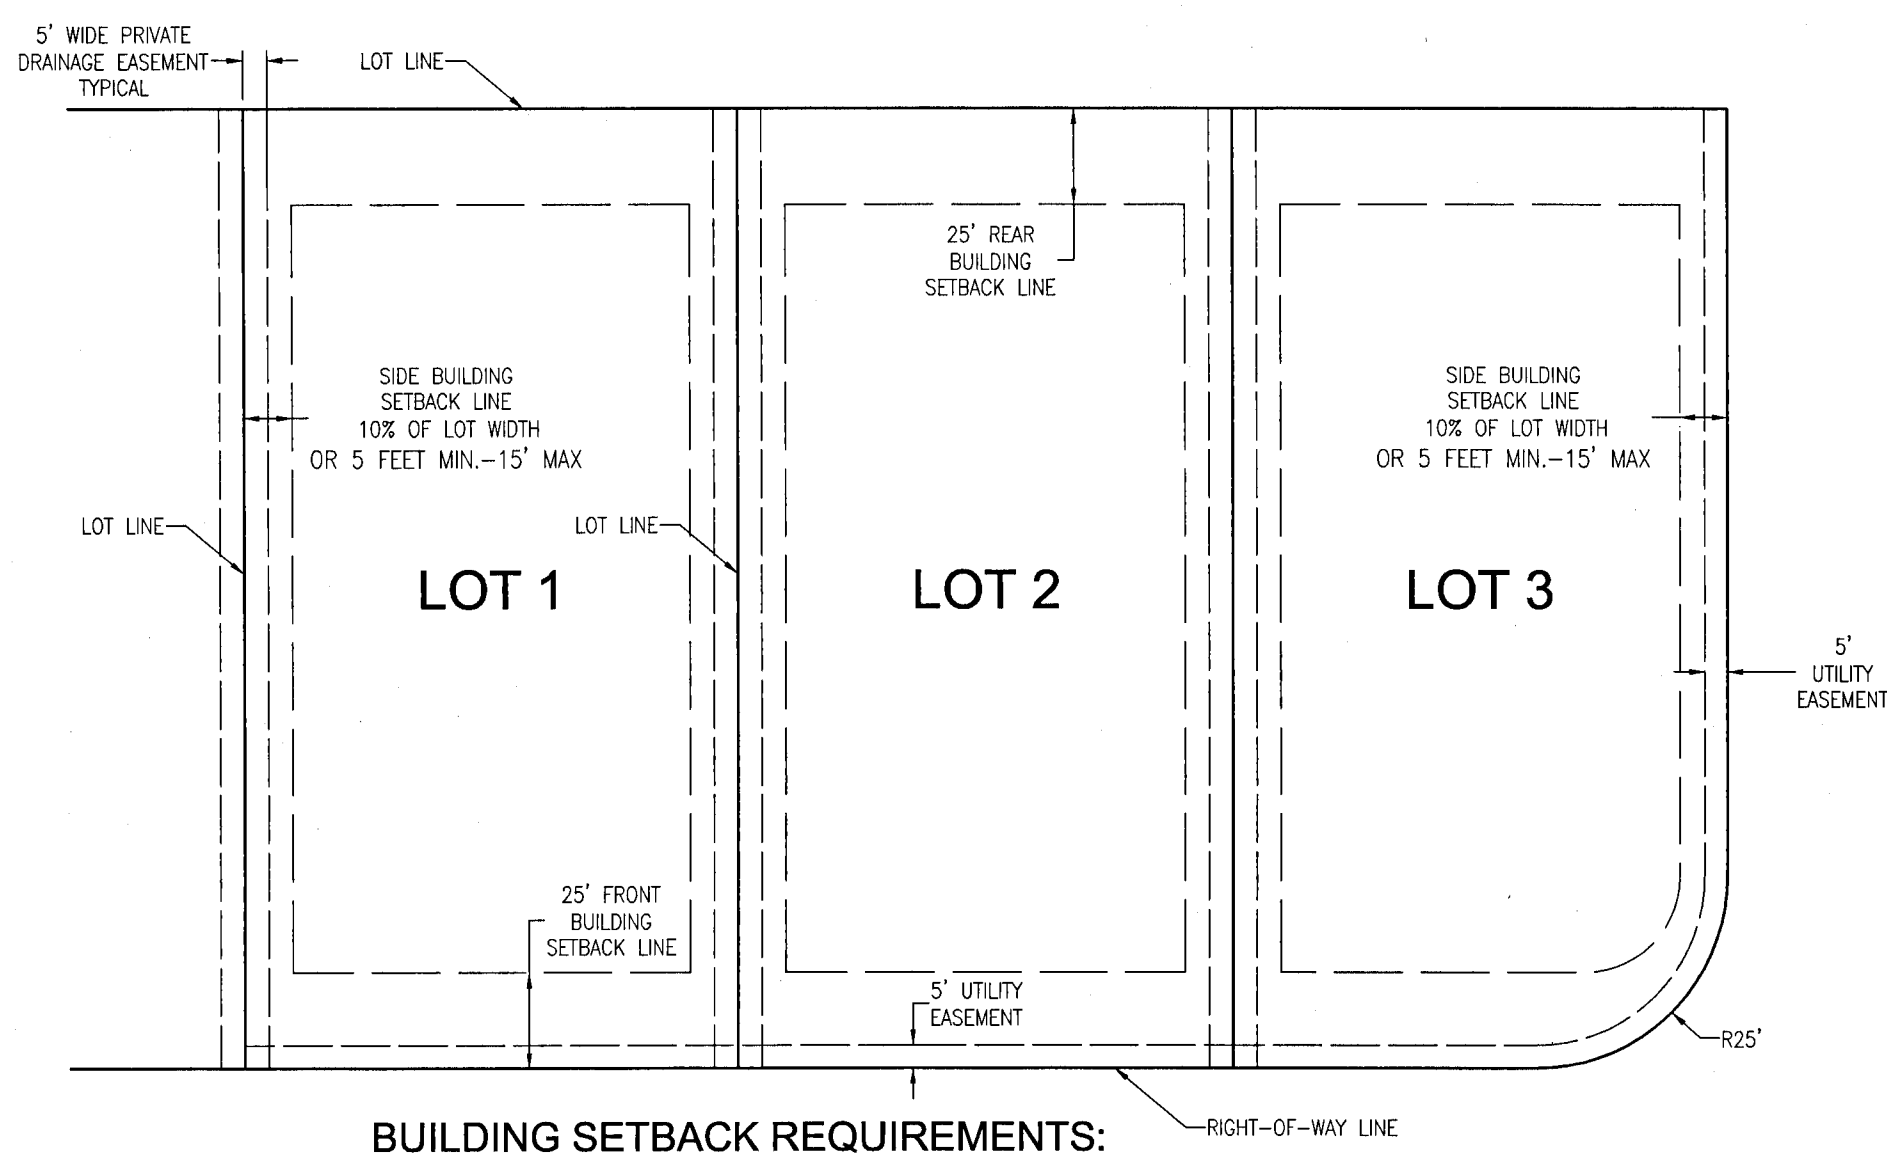 5' WIDE PRIVATE
DRAINAGE EASEMENT
TYPICAL
LOT LINE
25' REAR
BUILDING
SETBACK LINE
SIDE BUILDING
SETBACK LINE
10% OF LOT WIDTH
OR 5 FEET MIN.-15' MAX
SIDE BUILDING
SETBACK LINE
10% OF LOT WIDTH
OR 5 FEET MIN.-15' MAX
LOT LINE
LOT LINE
LOT 1
LOT 2
LOT 3
5'
UTILITY
EASEMENT
25' FRONT
BUILDING
SETBACK LINE
5' UTILITY
EASEMENT
R25'
RIGHT-OF-WAY LINE
BUILDING SETBACK REQUIREMENTS: